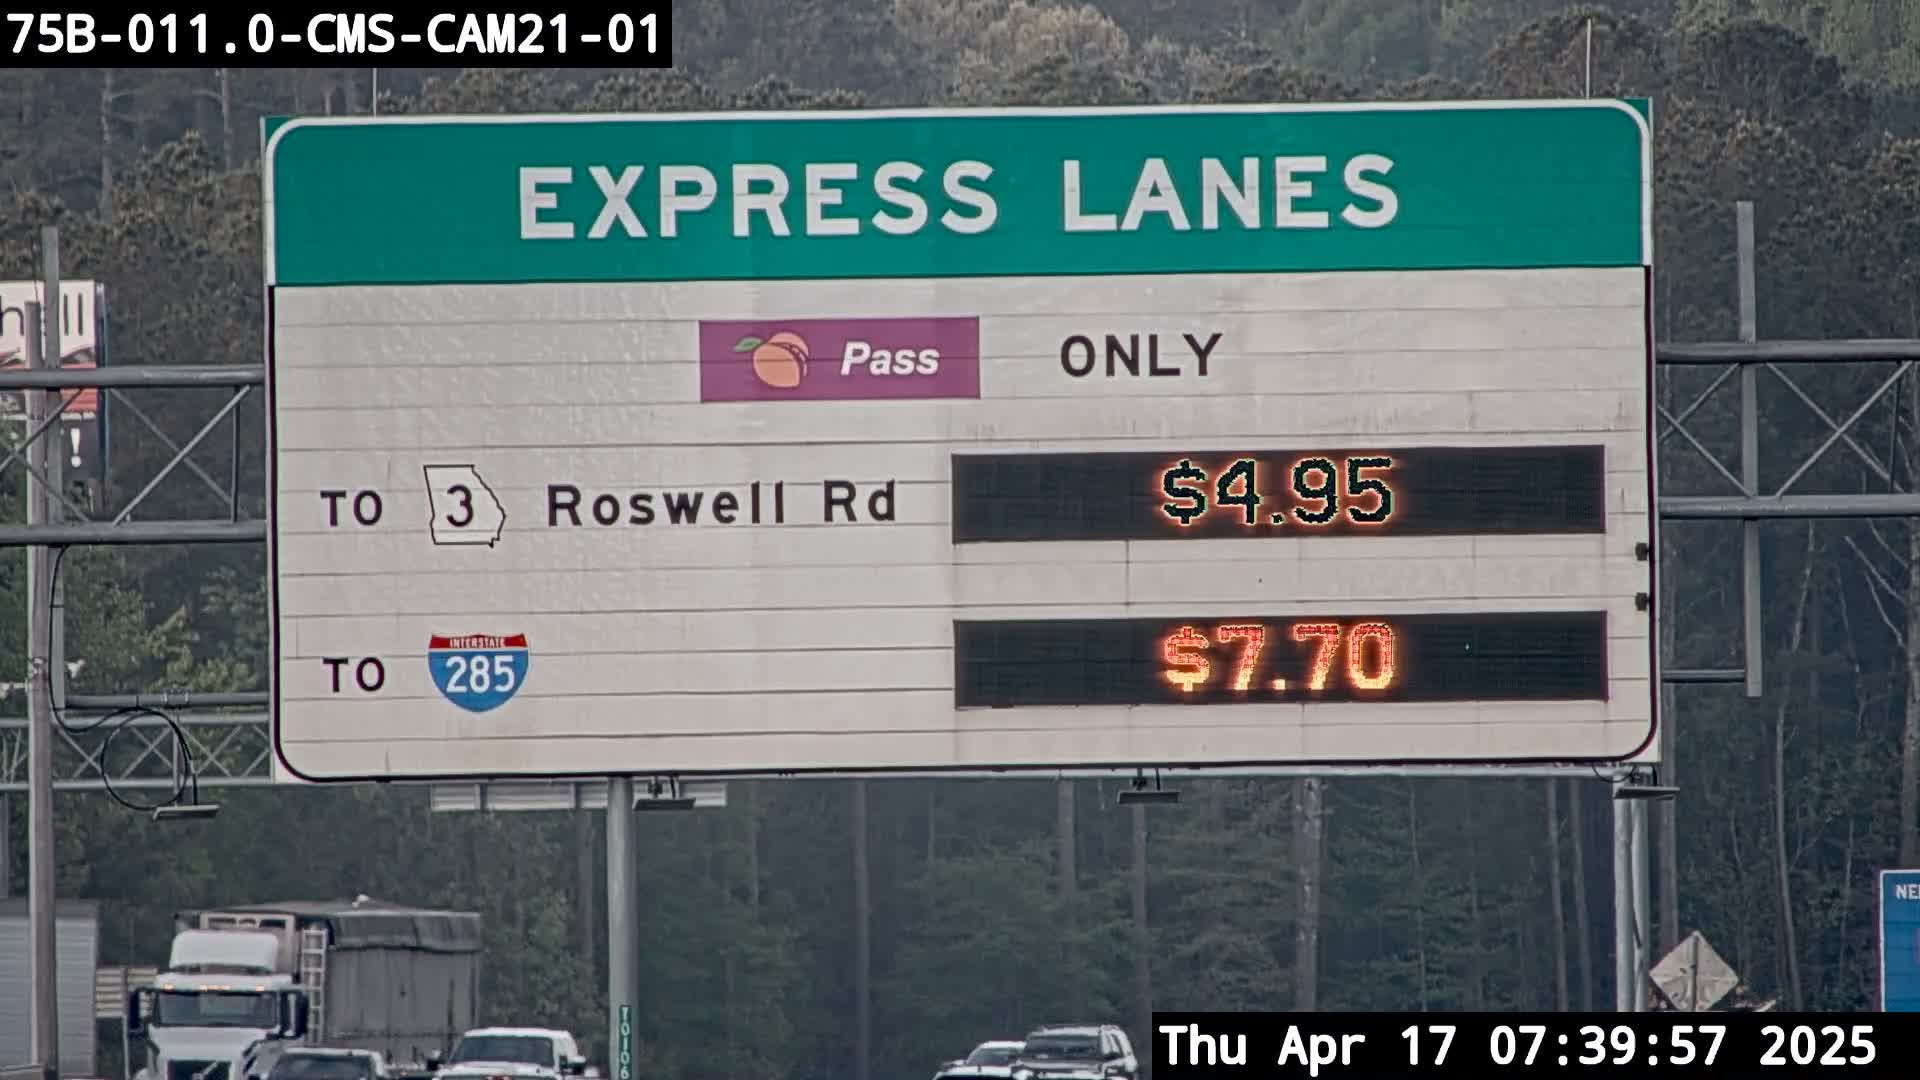 75B-011.0-CMS-CAM21-01
EXPRESS LANES
Pass ONLY
TO 3 Roswell Rd $4.95
INTERSTATE
TO 285 $7.70
!
Thu Apr 17 07:39:57 2025